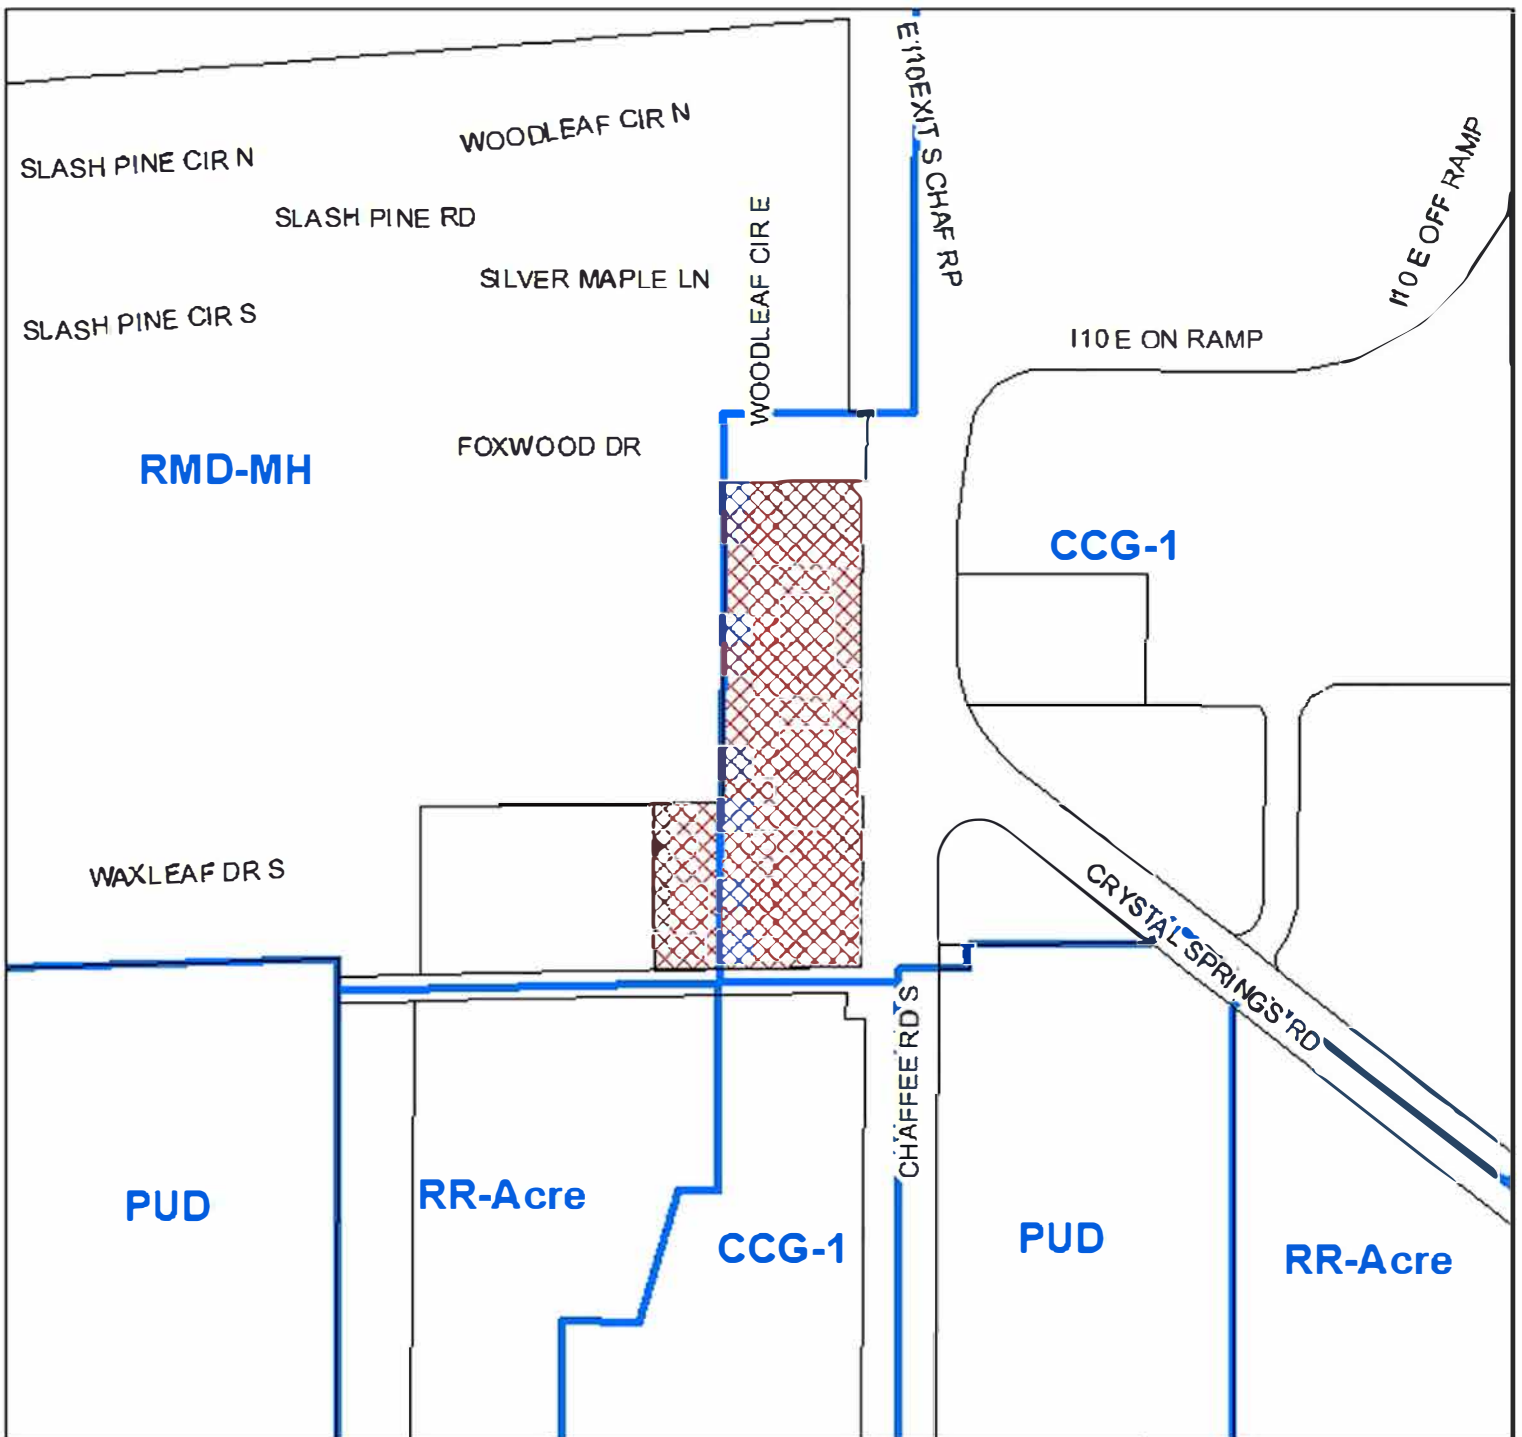 E I10 EXIT S CHAF RP
WOODLEAF CIR N
SLASH PINE CIR N
SLASH PINE RD
WOODLEAF CIR E
SILVER MAPLE LN
SLASH PINE CIR S
I10 E OFF RAMP
I10 E ON RAMP
FOXWOOD DR
RMD-MH
CCG-1
WAXLEAF DR S
CRYSTAL SPRINGS RD
CHAFFEE RD S
PUD
RR-Acre
CCG-1
PUD
RR-Acre